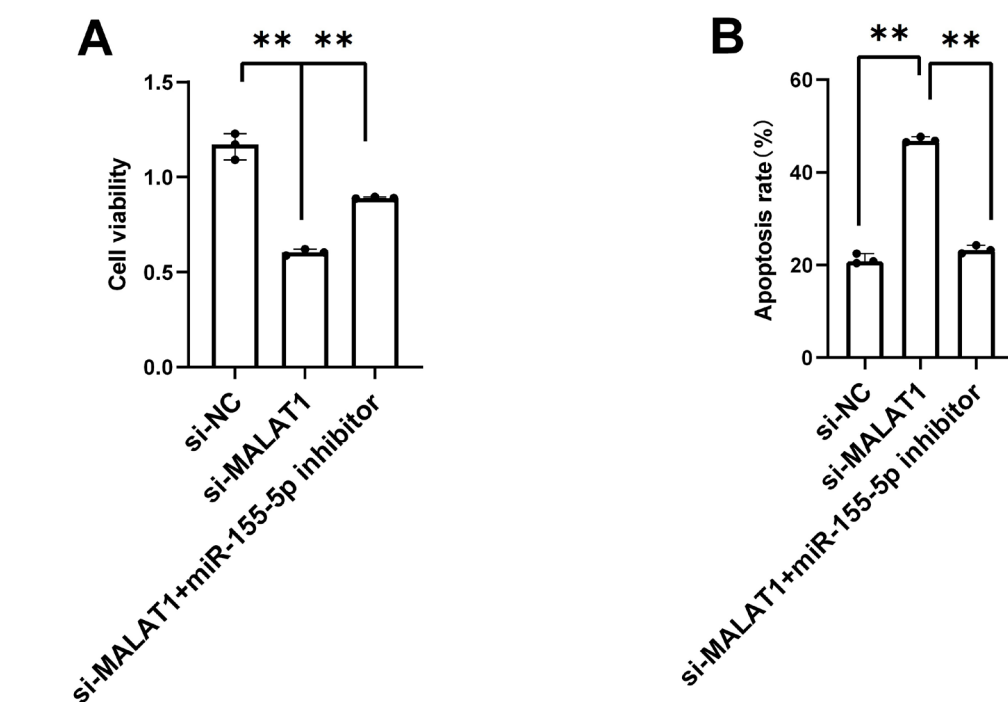 A
** **
1.5
1.0
0.5
0.0
Cell viability
si-NC
si-MALAT1
si-MALAT1+miR-155-5p inhibitor
B
** **
60
40
20
0
Apoptosis rate(%)
si-NC
si-MALAT1
si-MALAT1+miR-155-5p inhibitor